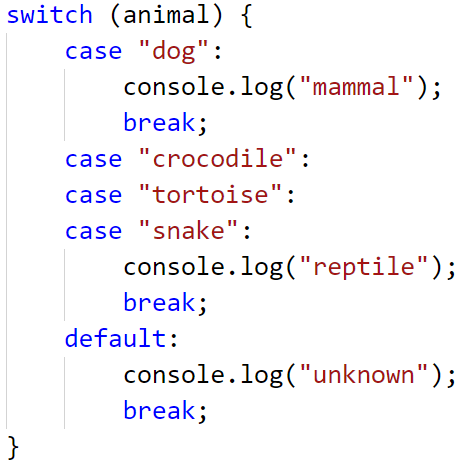 switch (animal) {
    case "dog":
        console.log("mammal");
        break;
    case "crocodile":
    case "tortoise":
    case "snake":
        console.log("reptile");
        break;
    default:
        console.log("unknown");
        break;
}